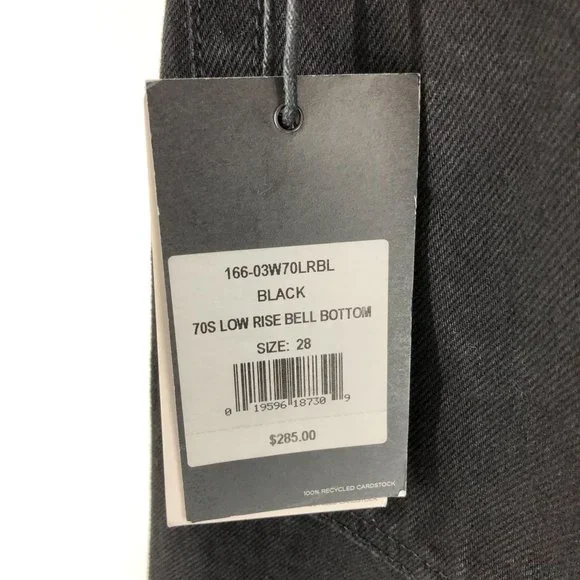 166-03W70LRBL
BLACK
70S LOW RISE BELL BOTTOM
SIZE: 28
0 19596 18730 9
$285.00
100% RECYCLED CARDSTOCK